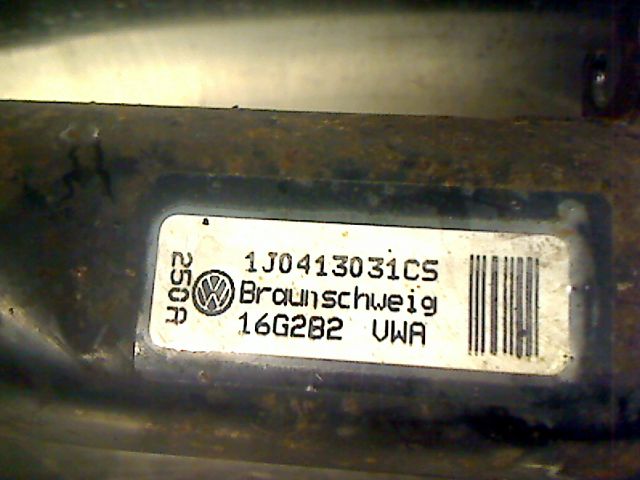 1J0413031CS
Braunschweig
16G2B2 VWA
250A